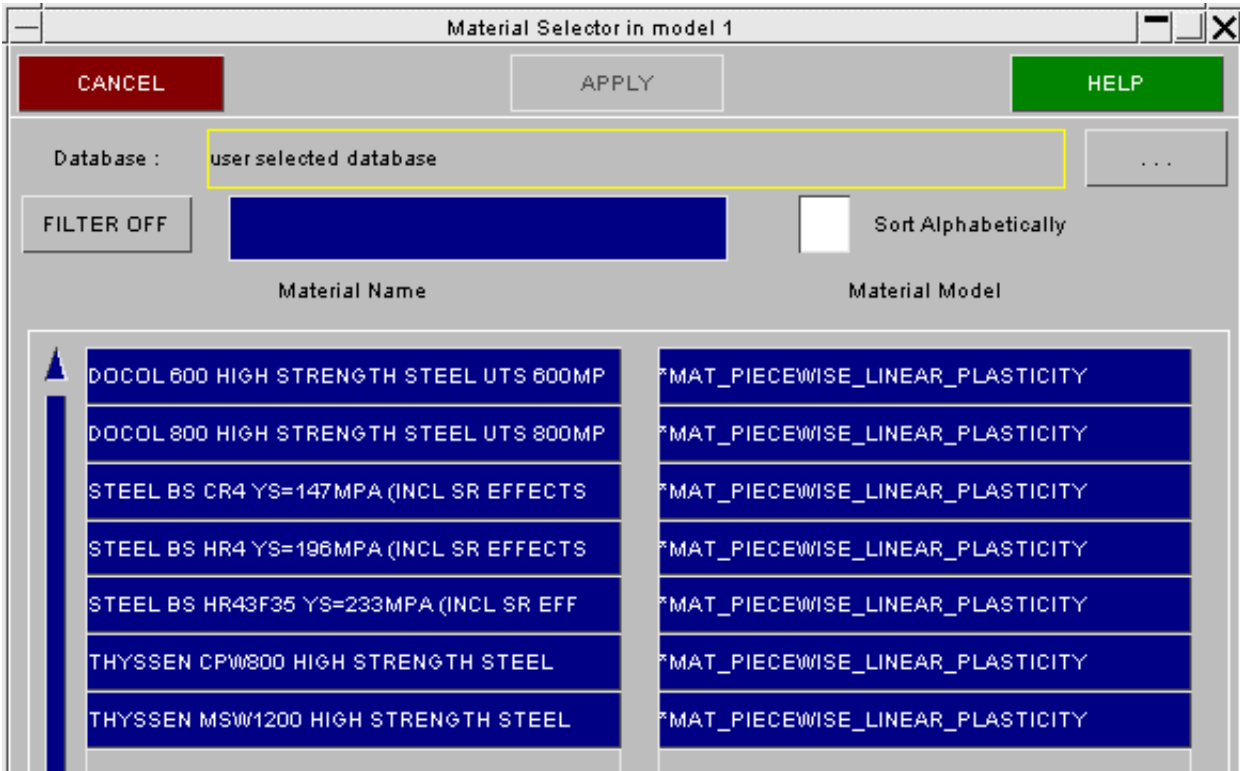 Material Selector in model 1
CANCEL APPLY HELP
Database : user selected database ...
FILTER OFF Sort Alphabetically
Material Name Material Model
DOCOL 600 HIGH STRENGTH STEEL UTS 600MP *MAT_PIECEWISE_LINEAR_PLASTICITY
DOCOL 800 HIGH STRENGTH STEEL UTS 800MP *MAT_PIECEWISE_LINEAR_PLASTICITY
STEEL BS CR4 YS=147MPA (INCL SR EFFECTS *MAT_PIECEWISE_LINEAR_PLASTICITY
STEEL BS HR4 YS=196MPA (INCL SR EFFECTS *MAT_PIECEWISE_LINEAR_PLASTICITY
STEEL BS HR43F35 YS=233MPA (INCL SR EFF *MAT_PIECEWISE_LINEAR_PLASTICITY
THYSSEN CPW800 HIGH STRENGTH STEEL *MAT_PIECEWISE_LINEAR_PLASTICITY
THYSSEN MSW1200 HIGH STRENGTH STEEL *MAT_PIECEWISE_LINEAR_PLASTICITY